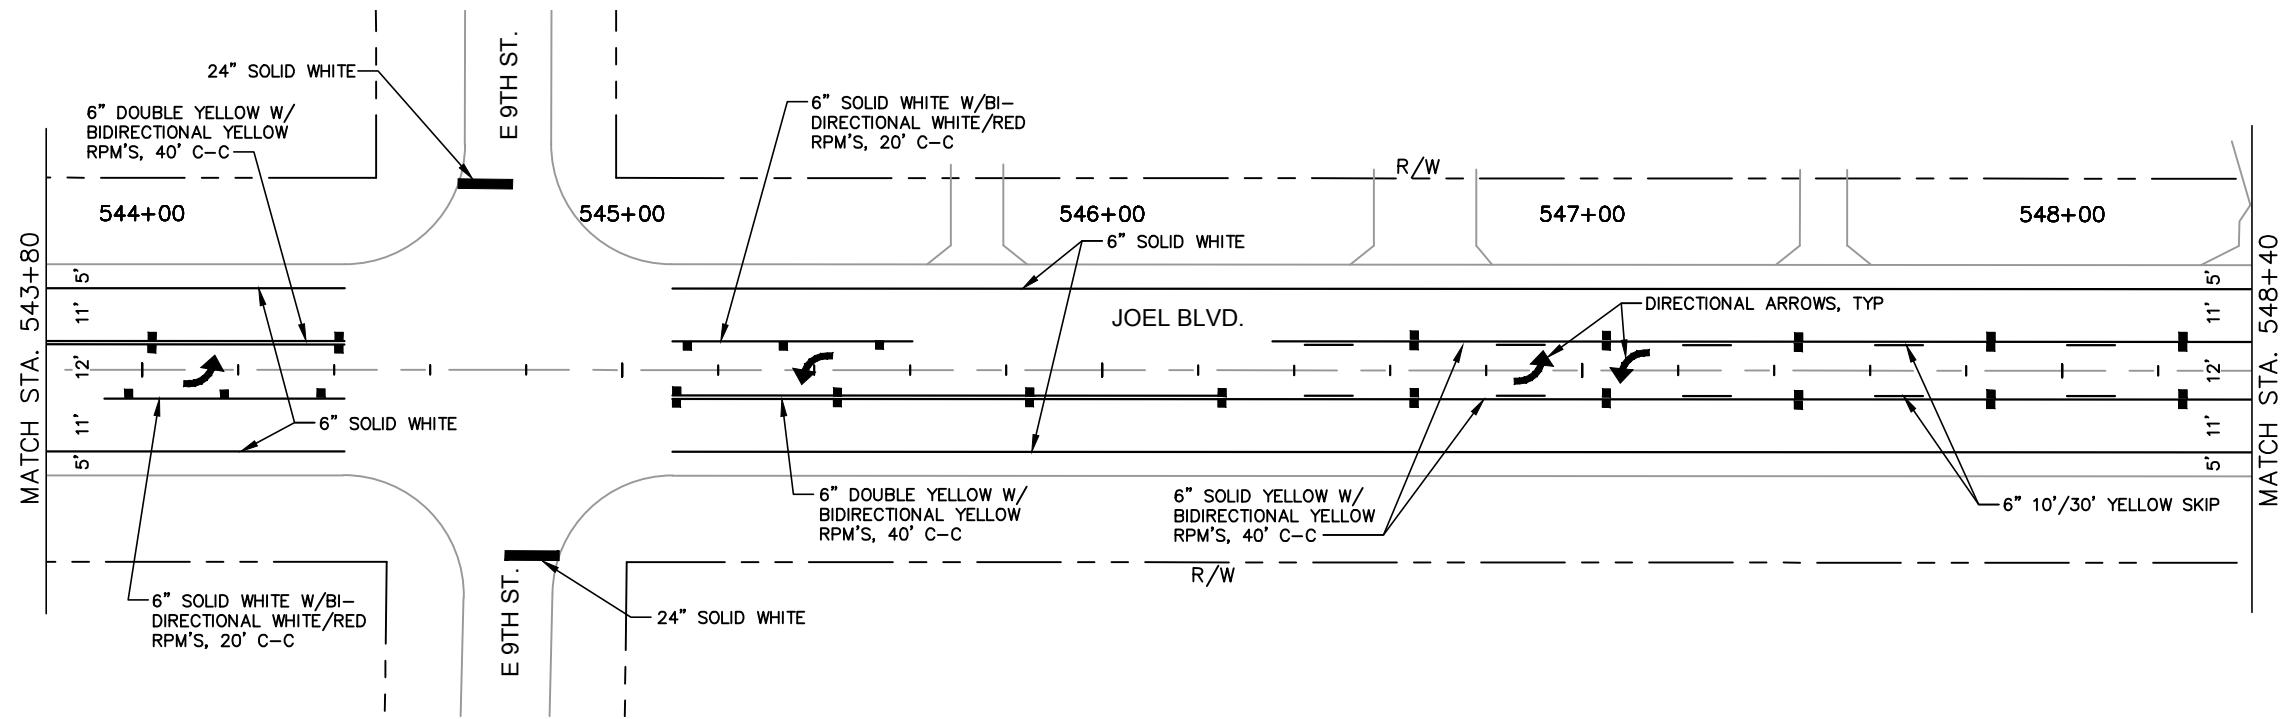 E 9TH ST.
24" SOLID WHITE
6" DOUBLE YELLOW W/
BIDIRECTIONAL YELLOW
RPM'S, 40' C-C
6" SOLID WHITE W/BI-
DIRECTIONAL WHITE/RED
RPM'S, 20' C-C
R/W
544+00
545+00
546+00
547+00
548+00
6" SOLID WHITE
MATCH STA. 543+80
5'
11'
12'
11'
5'
JOEL BLVD.
DIRECTIONAL ARROWS, TYP
5'
11'
12'
11'
5'
MATCH STA. 548+40
6" SOLID WHITE
6" DOUBLE YELLOW W/
BIDIRECTIONAL YELLOW
RPM'S, 40' C-C
6" SOLID YELLOW W/
BIDIRECTIONAL YELLOW
RPM'S, 40' C-C
6" 10'/30' YELLOW SKIP
R/W
6" SOLID WHITE W/BI-
DIRECTIONAL WHITE/RED
RPM'S, 20' C-C
E 9TH ST.
24" SOLID WHITE